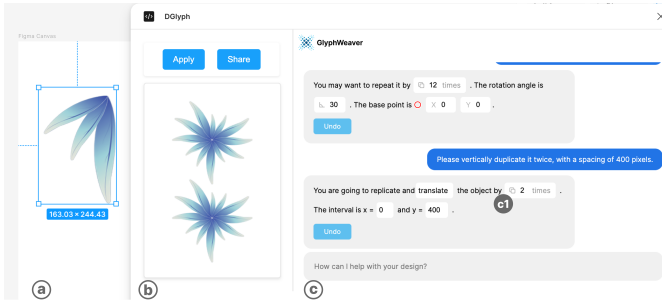 DGlyph
×
Figma Canvas
163.03 × 244.43
Apply
Share
GlyphWeaver
You may want to repeat it by 12 times . The rotation angle is
30 . The base point is X 0 Y 0 .
Undo
Please vertically duplicate it twice, with a spacing of 400 pixels.
You are going to replicate and translate the object by 2 times .
c1
The interval is x = 0 and y = 400 .
Undo
How can I help with your design?
a
b
c